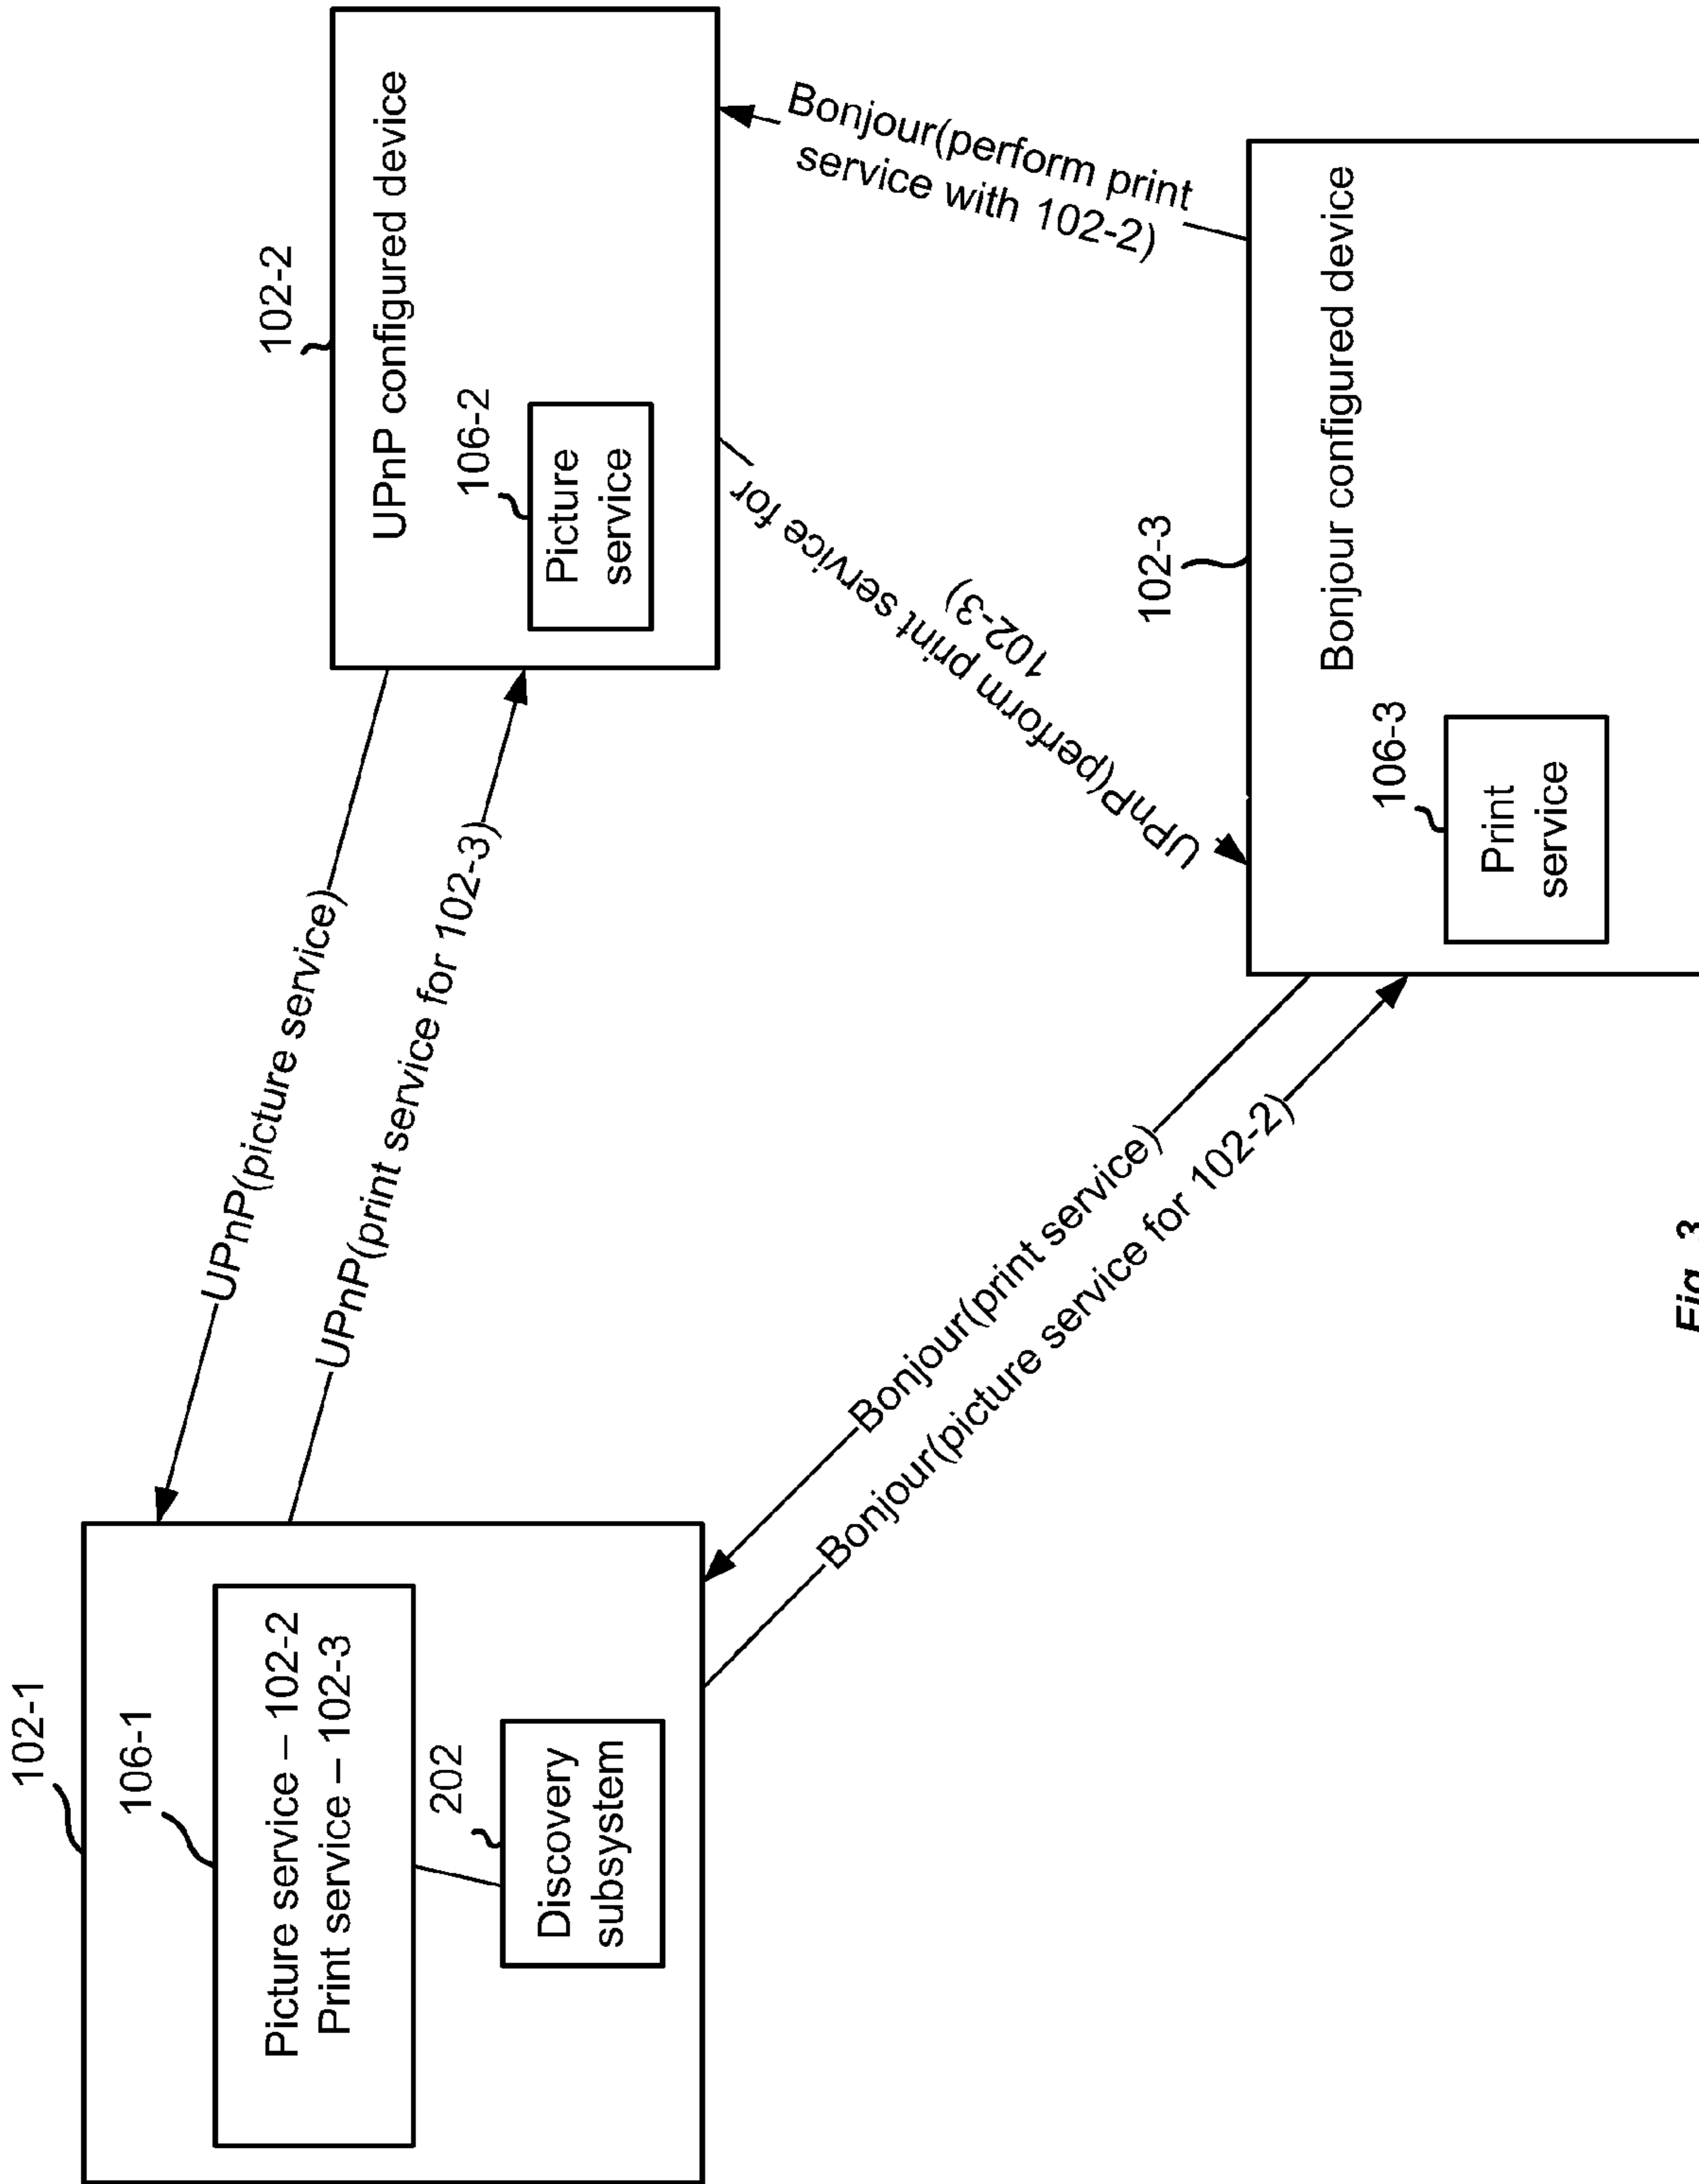 102-1
106-1
Picture service – 102-2
Print service – 102-3
202
Discovery
subsystem
UPnP(picture service)
UPnP(print service for 102-3)
102-2
UPnP configured device
106-2
Picture
service
Bonjour(print service)
Bonjour(picture service for 102-2)
UPnP(perform print service for
102-3)
Bonjour(perform print
service with 102-2)
102-3
Bonjour configured device
106-3
Print
service
Fig. 3